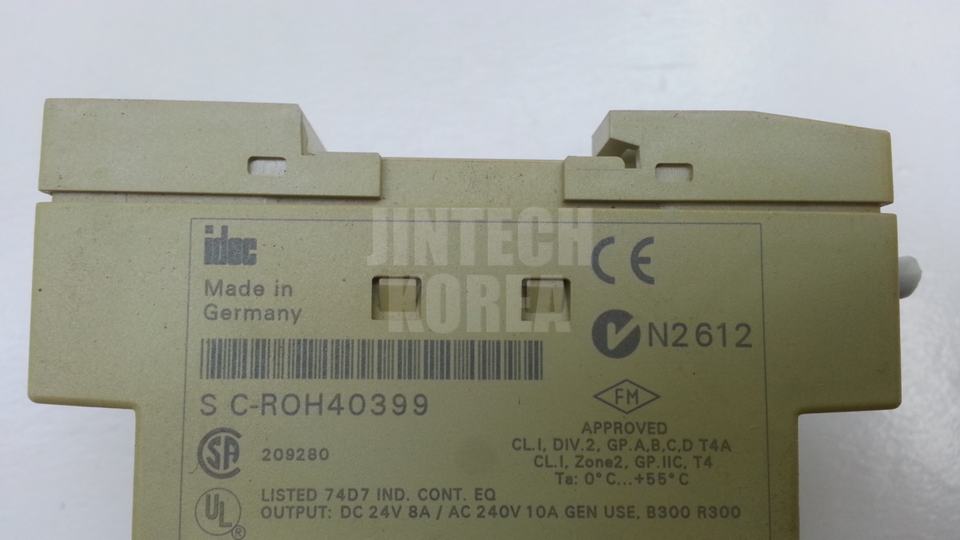 idec
JINTECH
KOREA
CE
Made in
Germany
N2612
S C-ROH40399
FM
APPROVED
CL.I, DIV.2, GP.A,B,C,D T4A
CL.I, Zone2, GP.IIC, T4
Ta: 0°C...+55°C
SA
209280
UL
®
LISTED 74D7 IND. CONT. EQ
OUTPUT: DC 24V 8A / AC 240V 10A GEN USE, B300 R300